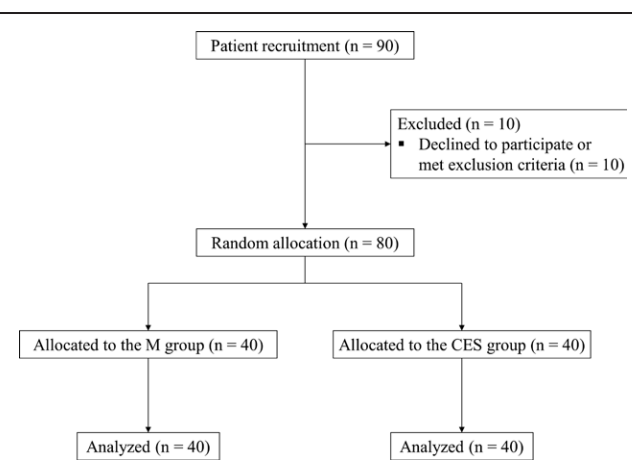 Patient recruitment (n = 90)
Excluded (n = 10)
▪ Declined to participate or
met exclusion criteria (n = 10)
Random allocation (n = 80)
Allocated to the M group (n = 40)
Allocated to the CES group (n = 40)
Analyzed (n = 40)
Analyzed (n = 40)